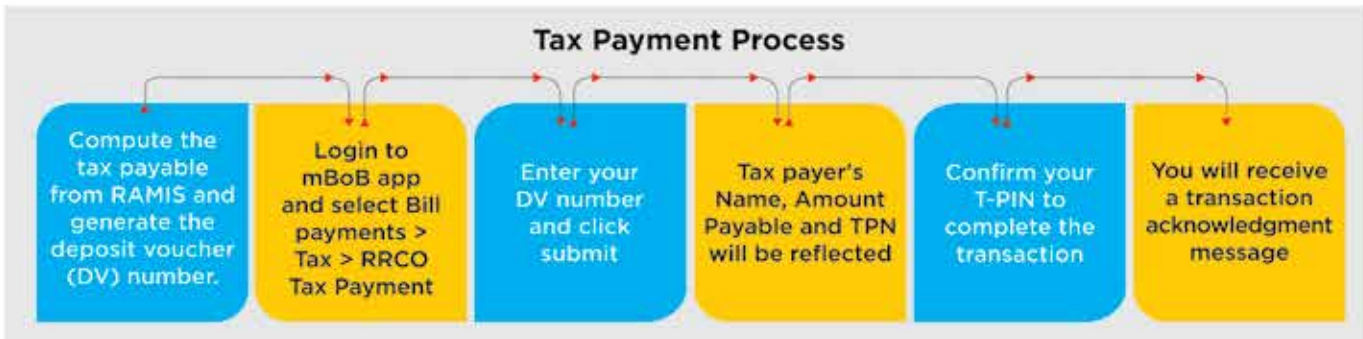 Tax Payment Process
Compute the
tax payable
from RAMIS and
generate the
deposit voucher
(DV) number.
Login to
mBoB app
and select Bill
payments >
Tax > RRCO
Tax Payment
Enter your
DV number
and click
submit
Tax payer's
Name, Amount
Payable and TPN
will be reflected
Confirm your
T-PIN to
complete the
transaction
You will receive
a transaction
acknowledgment
message